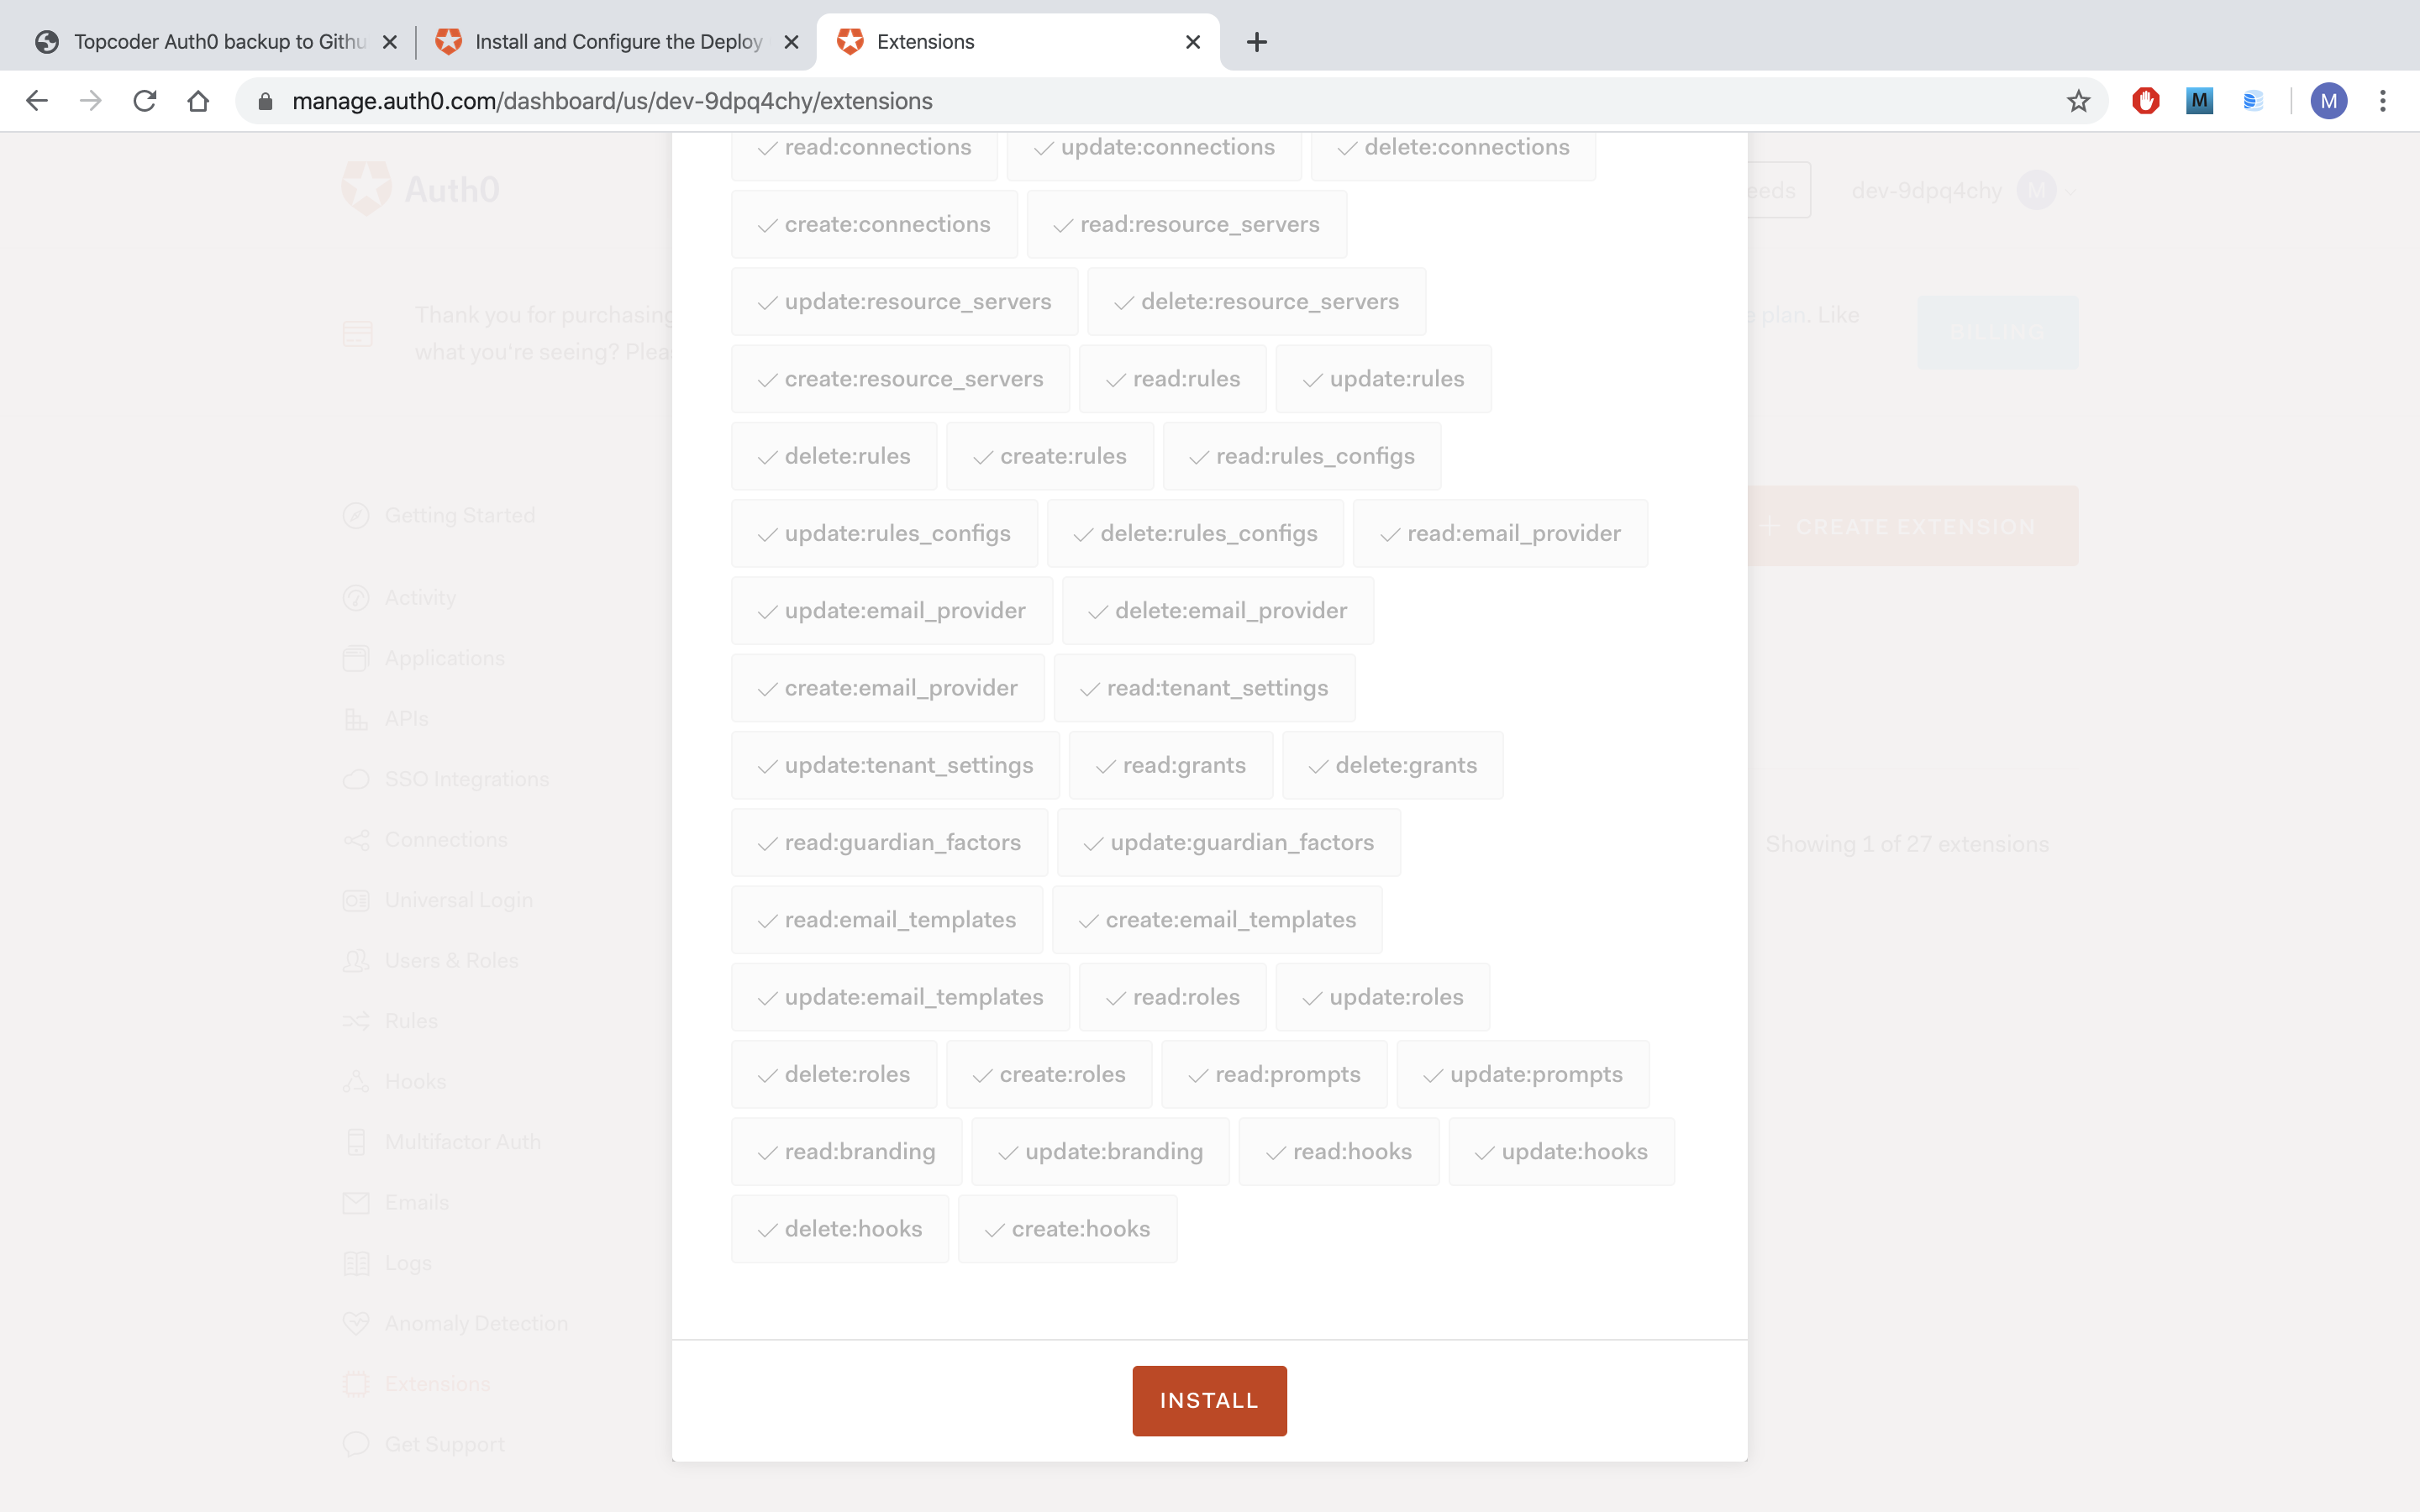 Topcoder Auth0 backup to Githu
Install and Configure the Deploy
Extensions
manage.auth0.com/dashboard/us/dev-9dpq4chy/extensions
M
M
read:connections update:connections delete:connections
Auth0
eeds dev-9dpq4chy M
create:connections read:resource_servers
update:resource_servers delete:resource_servers
Thank you for purchasing
plan. Like
BILLING
what you're seeing? Plea
create:resource_servers read:rules update:rules
delete:rules create:rules read:rules_configs
Getting Started
CREATE EXTENSION
update:rules_configs delete:rules_configs read:email_provider
Activity
update:email_provider delete:email_provider
Applications
create:email_provider read:tenant_settings
APIs
SSO Integrations
update:tenant_settings read:grants delete:grants
Connections
read:guardian_factors update:guardian_factors
Showing 1 of 27 extensions
Universal Login
read:email_templates create:email_templates
Users & Roles
update:email_templates read:roles update:roles
Rules
Hooks
delete:roles create:roles read:prompts update:prompts
Multifactor Auth
read:branding update:branding read:hooks update:hooks
Emails
delete:hooks create:hooks
Logs
Anomaly Detection
Extensions
INSTALL
Get Support